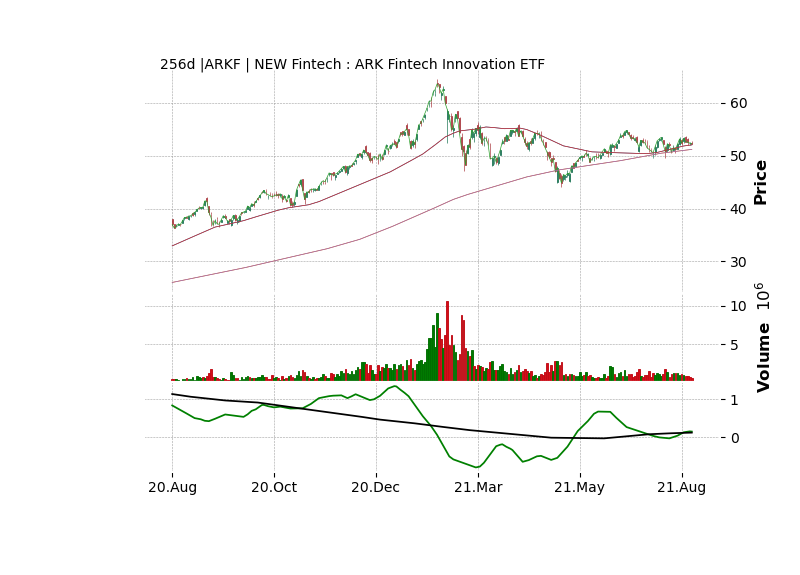 256d |ARKF | NEW Fintech : ARK Fintech Innovation ETF
60
50
40
30
Price
10
5
Volume 10^6
1
0
20.Aug 20.Oct 20.Dec 21.Mar 21.May 21.Aug